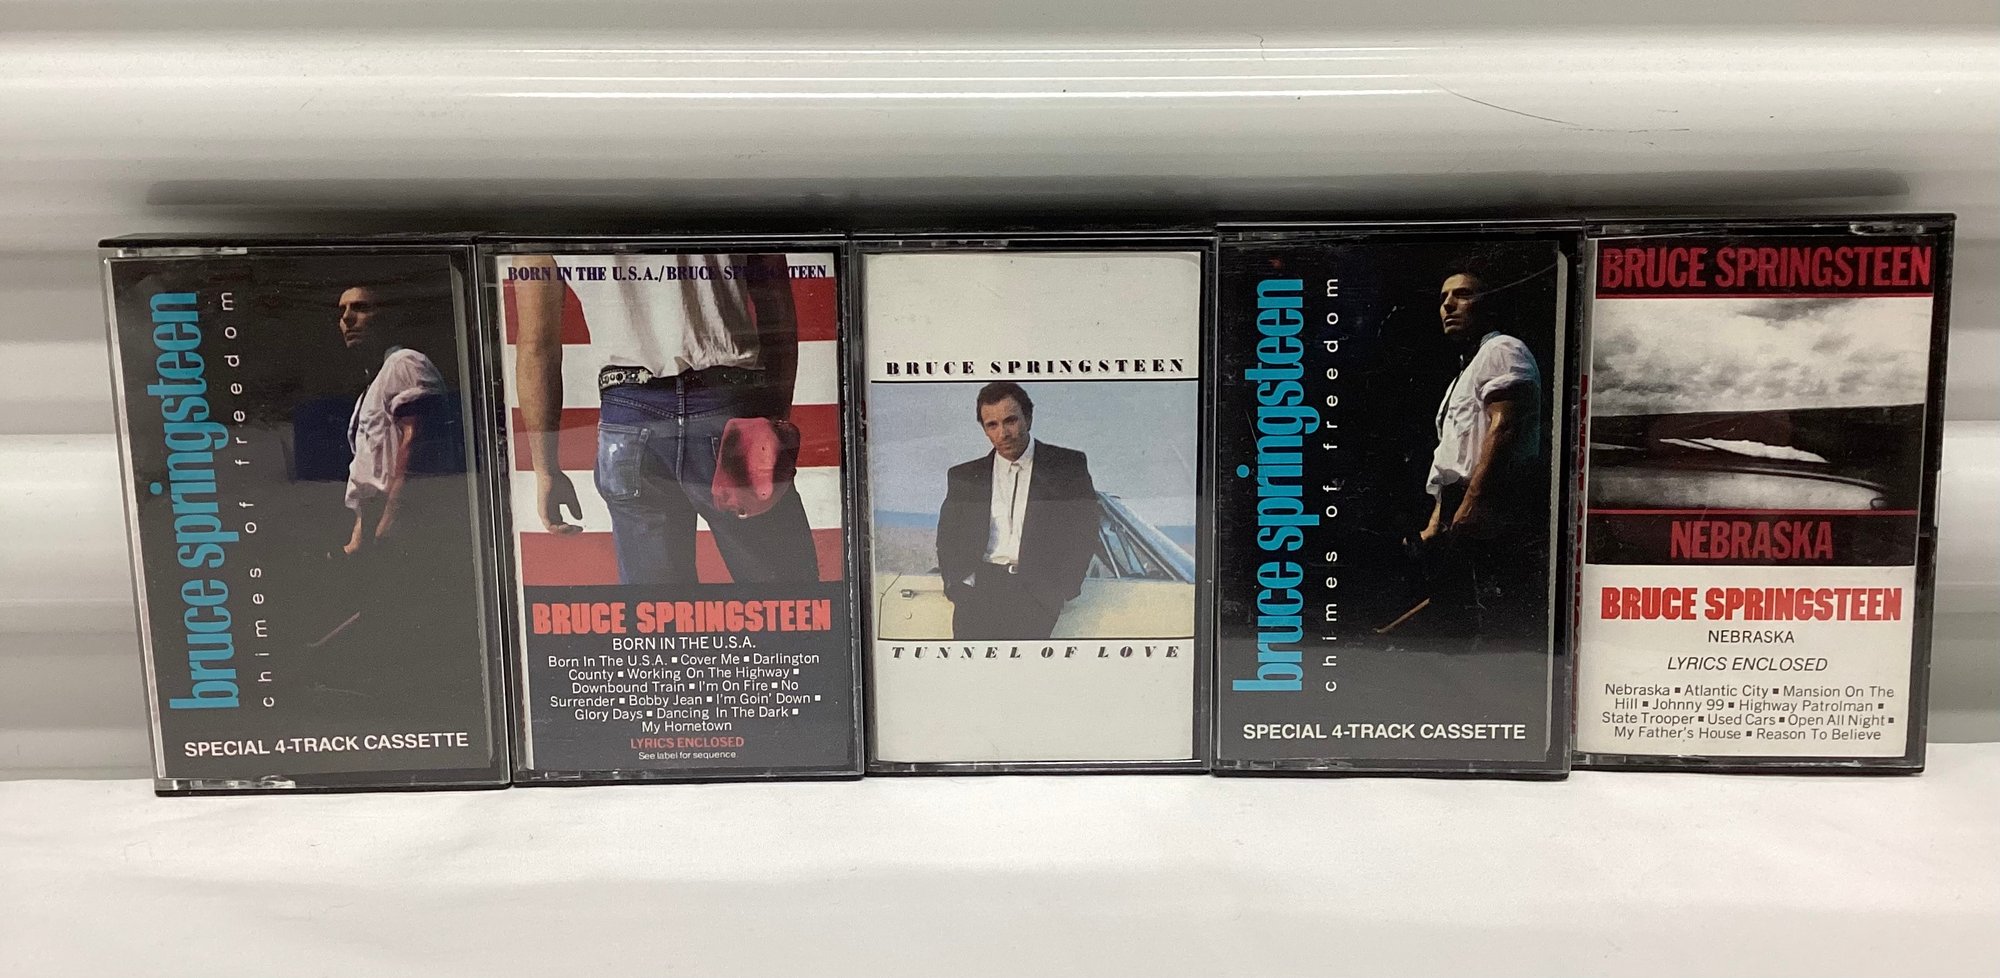 bruce springsteen
chimes of freedom
SPECIAL 4-TRACK CASSETTE
BORN IN THE U.S.A./BRUCE SPRINGSTEEN
BRUCE SPRINGSTEEN
BORN IN THE U.S.A.
Born In The U.S.A. ▪ Cover Me ▪ Darlington
County ▪ Working On The Highway ▪
Downbound Train ▪ I'm On Fire ▪ No
Surrender ▪ Bobby Jean ▪ I'm Goin' Down ▪
Glory Days ▪ Dancing In The Dark ▪
My Hometown
LYRICS ENCLOSED
See label for sequence.
BRUCE SPRINGSTEEN
TUNNEL OF LOVE
bruce springsteen
chimes of freedom
SPECIAL 4-TRACK CASSETTE
BRUCE SPRINGSTEEN
NEBRASKA
BRUCE SPRINGSTEEN
NEBRASKA
LYRICS ENCLOSED
Nebraska ▪ Atlantic City ▪ Mansion On The
Hill ▪ Johnny 99 ▪ Highway Patrolman ▪
State Trooper ▪ Used Cars ▪ Open All Night ▪
My Father's House ▪ Reason To Believe